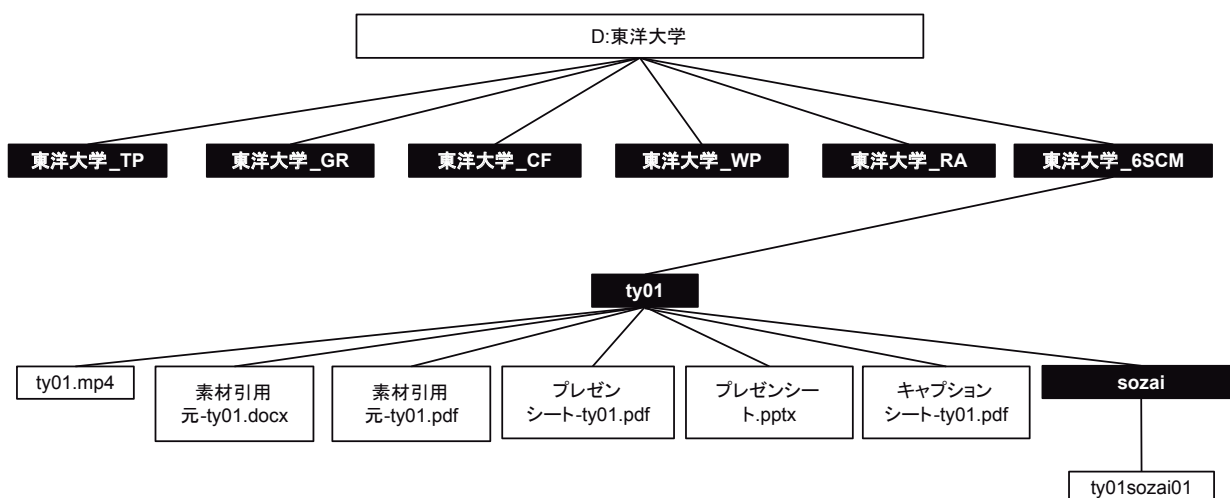 D:東洋大学
東洋大学_TP
東洋大学_GR
東洋大学_CF
東洋大学_WP
東洋大学_RA
東洋大学_6SCM
ty01
ty01.mp4
素材引用
元-ty01.docx
素材引用
元-ty01.pdf
プレゼン
シート-ty01.pdf
プレゼンシー
ト.pptx
キャプション
シート-ty01.pdf
sozai
ty01sozai01